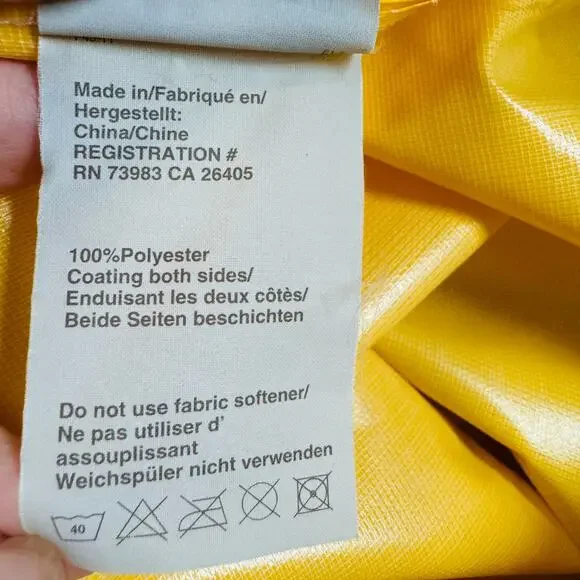 Made in/Fabriqué en/
Hergestellt:
China/Chine
REGISTRATION #
RN 73983 CA 26405
100%Polyester
Coating both sides/
Enduisant les deux côtès/
Beide Seiten beschichten
Do not use fabric softener/
Ne pas utiliser d'
assouplissant
Weichspüler nicht verwenden
40